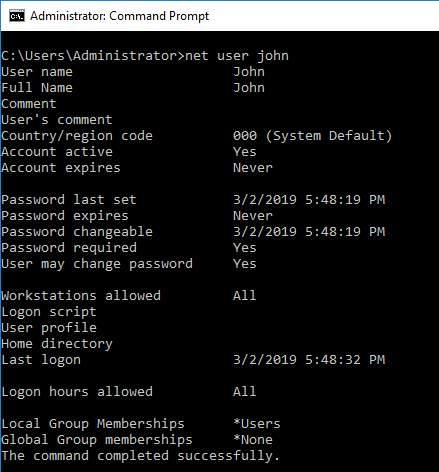 Administrator: Command Prompt
C:\Users\Administrator>net user john
User name                    John
Full Name                    John
Comment
User's comment
Country/region code          000 (System Default)
Account active               Yes
Account expires              Never
Password last set            3/2/2019 5:48:19 PM
Password expires             Never
Password changeable          3/2/2019 5:48:19 PM
Password required            Yes
User may change password     Yes
Workstations allowed         All
Logon script
User profile
Home directory
Last logon                   3/2/2019 5:48:32 PM
Logon hours allowed          All
Local Group Memberships      *Users
Global Group memberships     *None
The command completed successfully.